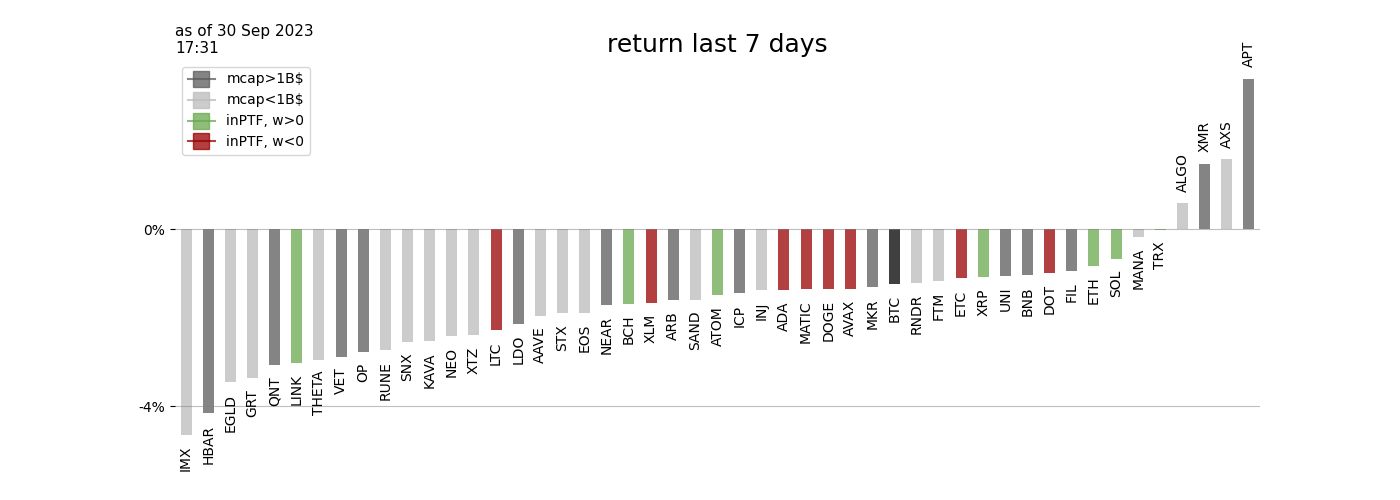 as of 30 Sep 2023
17:31
return last 7 days
mcap>1B$
mcap<1B$
inPTF, w>0
inPTF, w<0
0%
-4%
IMX
HBAR
EGLD
GRT
QNT
LINK
THETA
VET
OP
RUNE
SNX
KAVA
NEO
XTZ
LTC
LDO
AAVE
STX
EOS
NEAR
BCH
XLM
ARB
SAND
ATOM
ICP
INJ
ADA
MATIC
DOGE
AVAX
MKR
BTC
RNDR
FTM
ETC
XRP
UNI
BNB
DOT
FIL
ETH
SOL
MANA
TRX
ALGO
XMR
AXS
APT